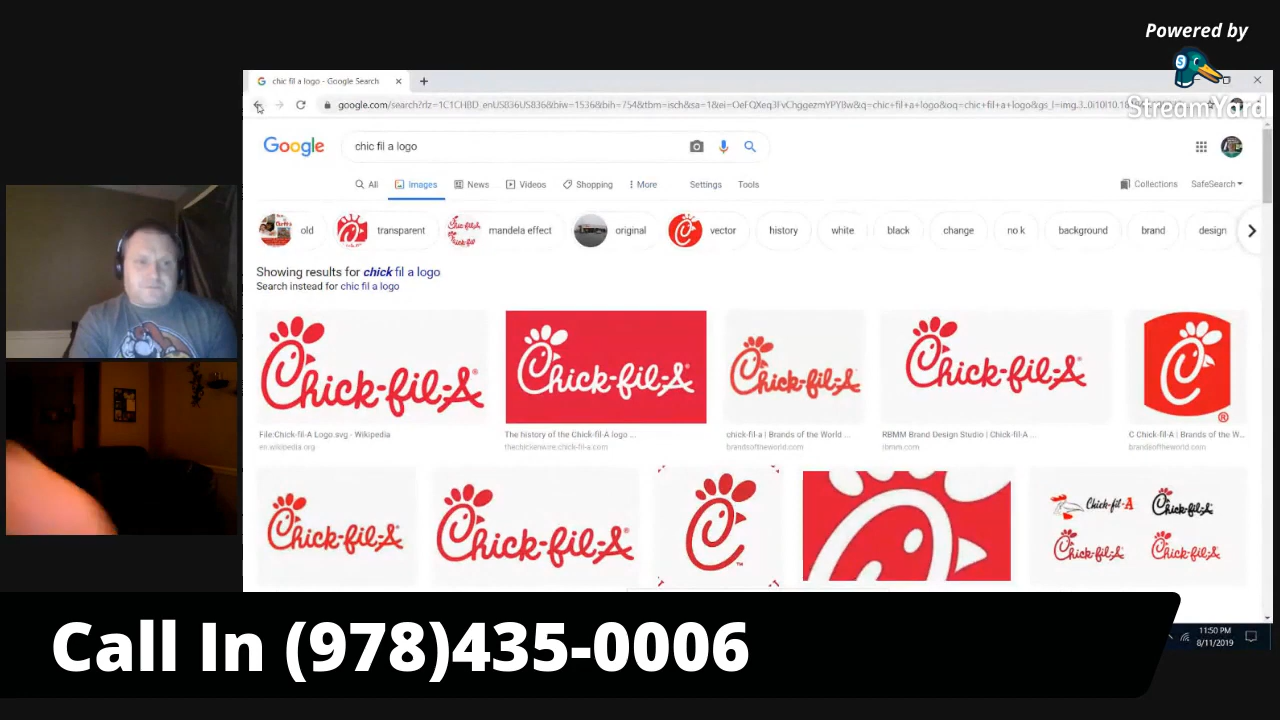 Powered by
StreamYard
chic fil a logo - Google Search
Google
chic fil a logo
All
Images
News
Videos
Shopping
More
Settings
Tools
Collections
SafeSearch
old
transparent
mandela effect
original
vector
history
white
black
change
no k
background
brand
design
Showing results for chick fil a logo
Search instead for chic fil a logo
Chick-fil-A
Chick-fil-A
Chick-fil-A
Chick-fil-A
File:Chick-fil-A Logo.svg - Wikipedia
en.wikipedia.org
The history of the Chick-fil-A logo ...
thechickenwire.chick-fil-a.com
chick-fil-a | Brands of the World ...
brandsoftheworld.com
RBMM Brand Design Studio | Chick-fil-A ...
rbmm.com
C Chick-fil-A | Brands of the W...
brandsoftheworld.com
Chick-fil-A
Chick-fil-A
Chick-fil-A
Chick-fil-A
Chick-fil-A
Chick-fil-A
11:50 PM
8/11/2019
Call In (978)435-0006